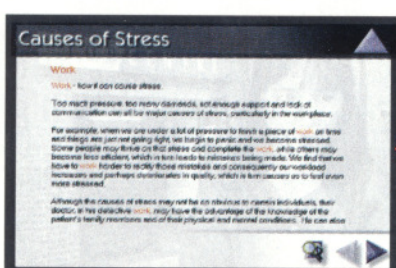 Causes of Stress
Work
Work - how it can cause stress.
Too much pressure, too many demands, not enough support and lack of
communication can all be major causes of stress, particularly in the workplace.
For example, when we are under a lot of pressure to finish a piece of work on time
and things are just not going right, we begin to panic and we become stressed.
Some people may thrive on that stress and complete the work, while others may
become less efficient, which in turn leads to mistakes being made. We find that we
have to work harder to rectify those mistakes and consequently our workload
increases and perhaps deteriorates in quality, which in turn causes us to feel even
more stressed.
Although the causes of stress may not be so obvious to certain individuals, their
doctor, in his detective work, may have the advantage of the knowledge of the
patient's family members and of their physical and mental conditions. He can also